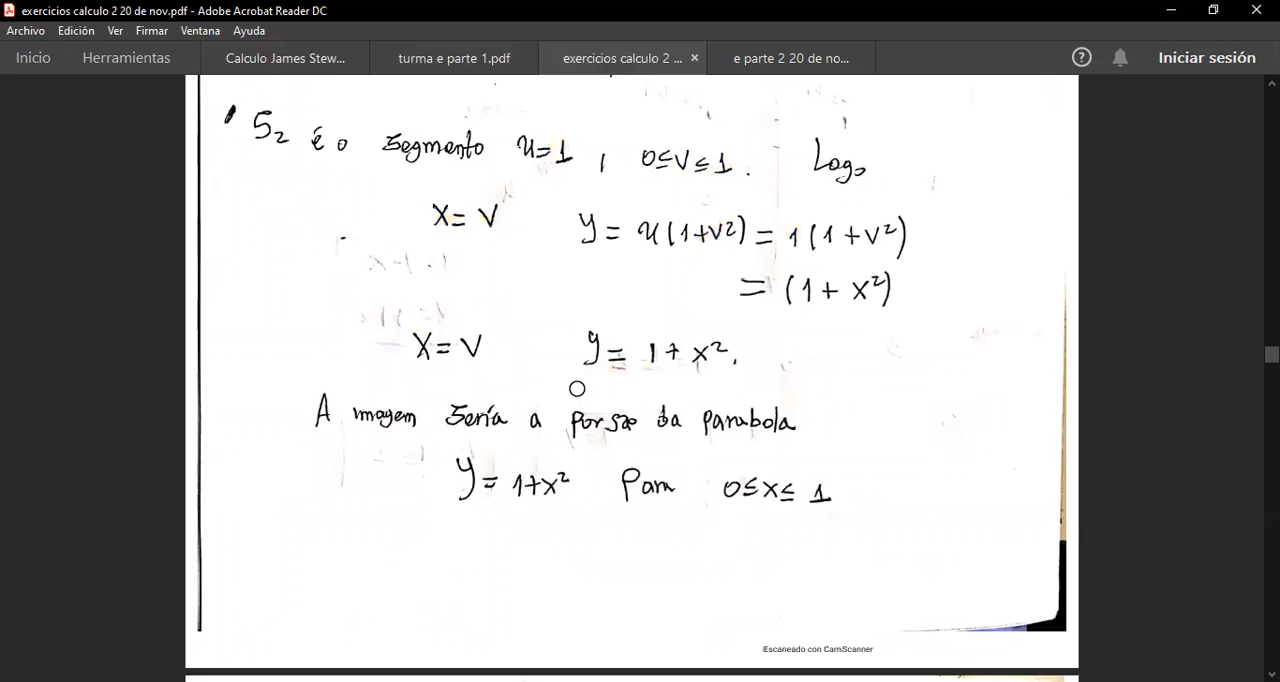 exercicios calculo 2 20 de nov.pdf - Adobe Acrobat Reader DC
Archivo Edición Ver Firmar Ventana Ayuda
Inicio Herramientas Calculo James Stew... turma e parte 1.pdf exercicios calculo 2 ... × e parte 2 20 de no... Iniciar sesión
S₂ é o segmento u=1, 0≤v≤1. Logo
x= v y= u(1+v²) = 1(1+v²)
= (1+ x²)
x= v y= 1+ x².
A imagem sería a porsão da parabola
y= 1+x² Para 0≤x≤ 1
Escaneado con CamScanner